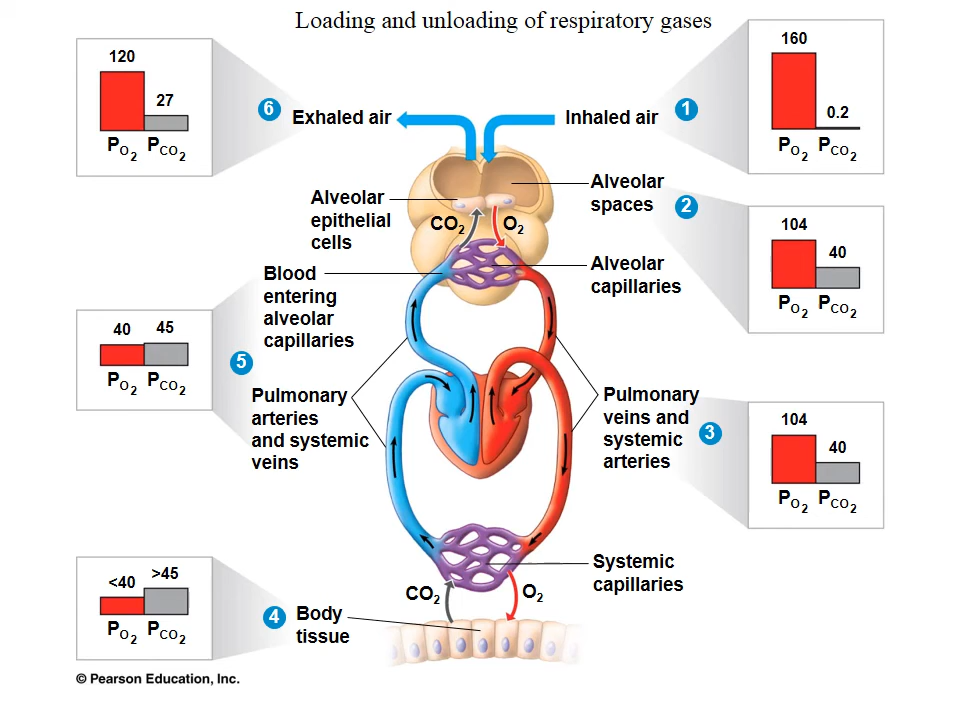 Loading and unloading of respiratory gases
120
27
PO2 PCO2
6
Exhaled air
Inhaled air
1
160
0.2
PO2 PCO2
Alveolar
epithelial
cells
CO2
O2
Alveolar
spaces
2
104
40
PO2 PCO2
Blood
entering
alveolar
capillaries
Alveolar
capillaries
40
45
PO2 PCO2
5
Pulmonary
arteries
and systemic
veins
Pulmonary
veins and
systemic
arteries
3
104
40
PO2 PCO2
<40
>45
PO2 PCO2
4
Body
tissue
CO2
O2
Systemic
capillaries
© Pearson Education, Inc.